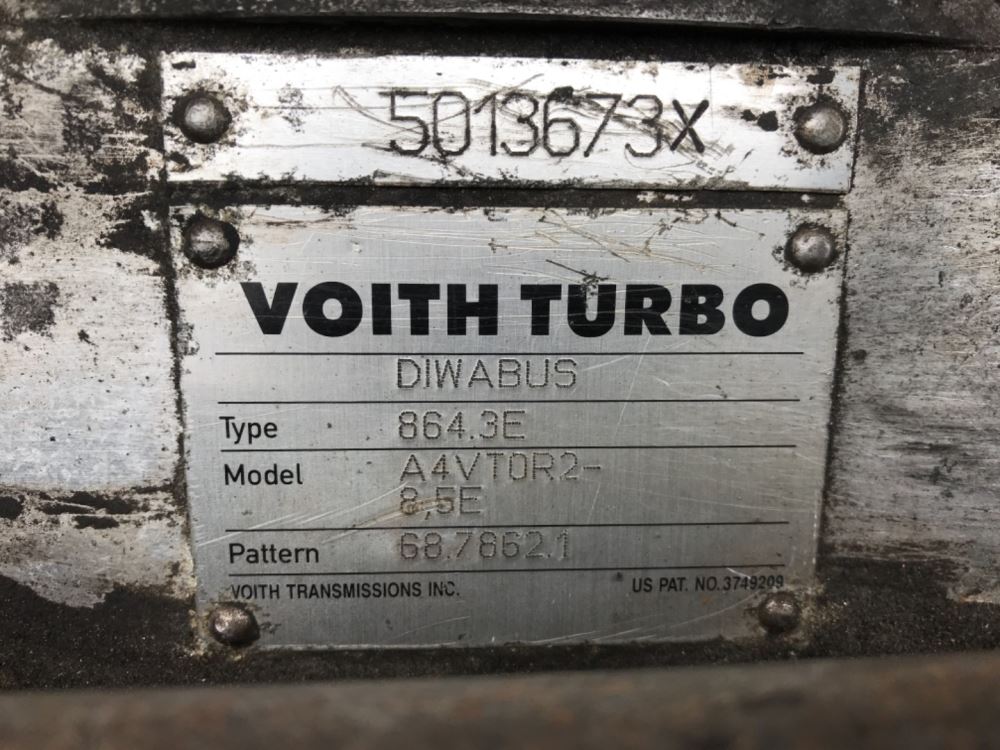 5013673X
VOITH TURBO
DIWABUS
Type 864.3E
Model A4VT0R2-
8,5E
Pattern 68.7862.1
VOITH TRANSMISSIONS INC. US PAT. NO.3749209